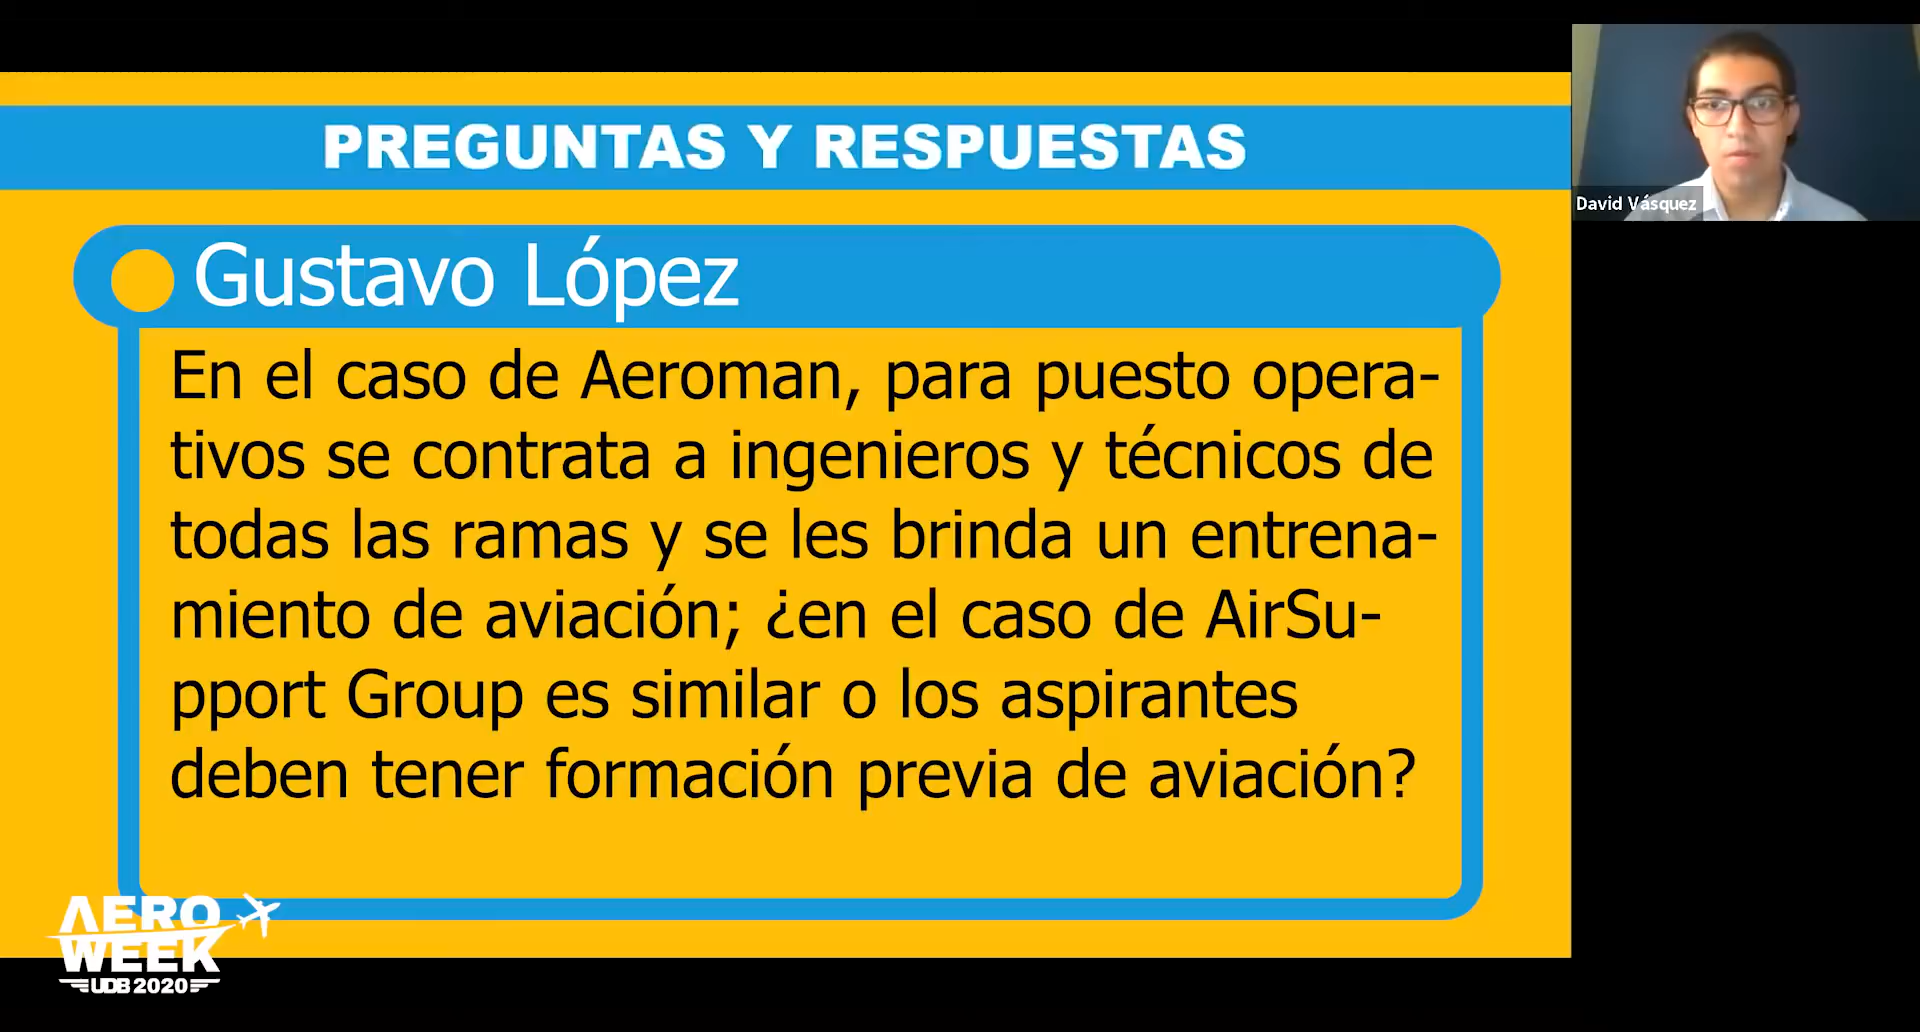 PREGUNTAS Y RESPUESTAS
David Vásquez
Gustavo López
En el caso de Aeroman, para puesto opera-
tivos se contrata a ingenieros y técnicos de
todas las ramas y se les brinda un entrena-
miento de aviación; ¿en el caso de AirSu-
pport Group es similar o los aspirantes
deben tener formación previa de aviación?
AERO
WEEK
UDB 2020